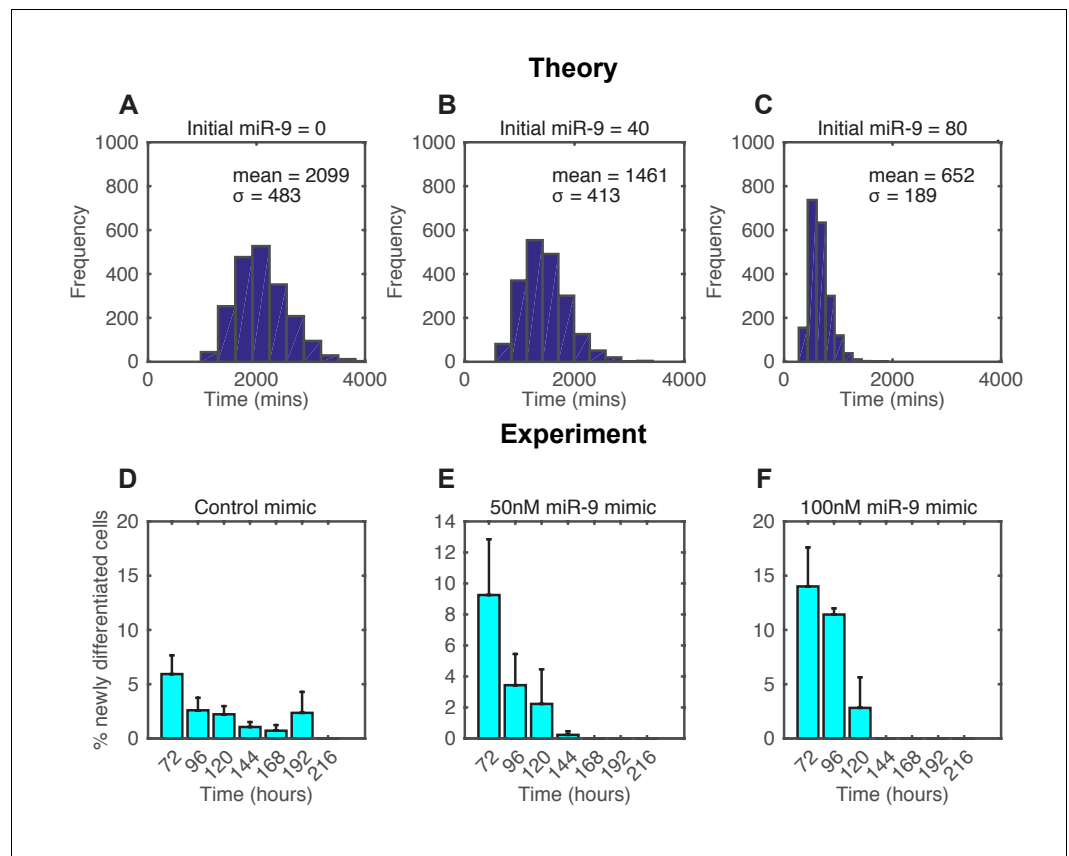 Theory
A
Initial miR-9 = 0
mean = 2099
σ = 483
Frequency
1000
800
600
400
200
0
0 2000 4000
Time (mins)
B
Initial miR-9 = 40
mean = 1461
σ = 413
Frequency
1000
800
600
400
200
0
0 2000 4000
Time (mins)
C
Initial miR-9 = 80
mean = 652
σ = 189
Frequency
1000
800
600
400
200
0
0 2000 4000
Time (mins)
Experiment
D
Control mimic
% newly differentiated cells
20
15
10
5
0
72 96 120 144 168 192 216
Time (hours)
E
50nM miR-9 mimic
14
12
10
8
6
4
2
0
72 96 120 144 168 192 216
Time (hours)
F
100nM miR-9 mimic
20
15
10
5
0
72 96 120 144 168 192 216
Time (hours)